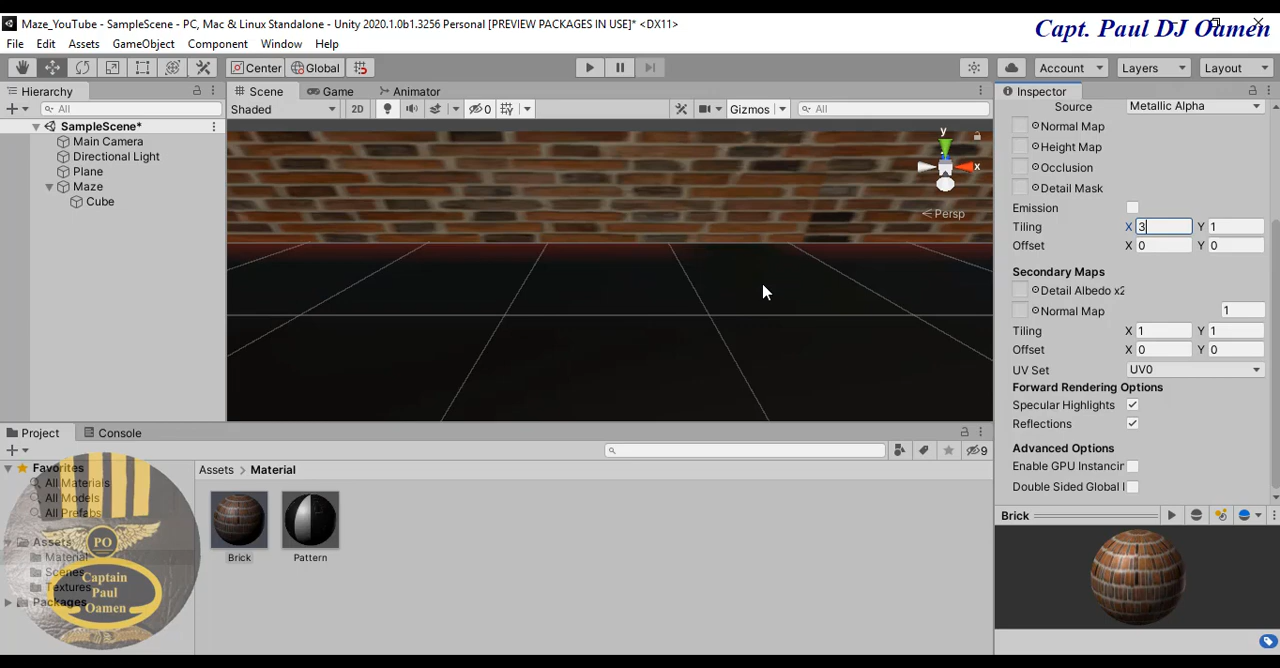 Maze_YouTube - SampleScene - PC, Mac & Linux Standalone - Unity 2020.1.0b1.3256 Personal [PREVIEW PACKAGES IN USE]* <DX11>
Capt. Paul DJ Oamen
File Edit Assets GameObject Component Window Help
Center Global Account Layers Layout
Hierarchy Scene Game Animator Inspector
All Shaded 2D 0 Gizmos All Source Metallic Alpha
SampleScene*
Main Camera
Directional Light
Plane
Maze
Cube
y
x
Persp
Normal Map
Height Map
Occlusion
Detail Mask
Emission
Tiling X 3 Y 1
Offset X 0 Y 0
Secondary Maps
Detail Albedo x2
Normal Map 1
Tiling X 1 Y 1
Offset X 0 Y 0
UV Set UV0
Forward Rendering Options
Specular Highlights
Reflections
Advanced Options
Enable GPU Instancin
Double Sided Global I
Project Console
9
Favorites
All Materials
All Models
All Prefabs
Assets
Material
Scenes
Textures
Packages
Assets > Material
Brick Pattern
Brick
PO
Captain
Paul
Oamen